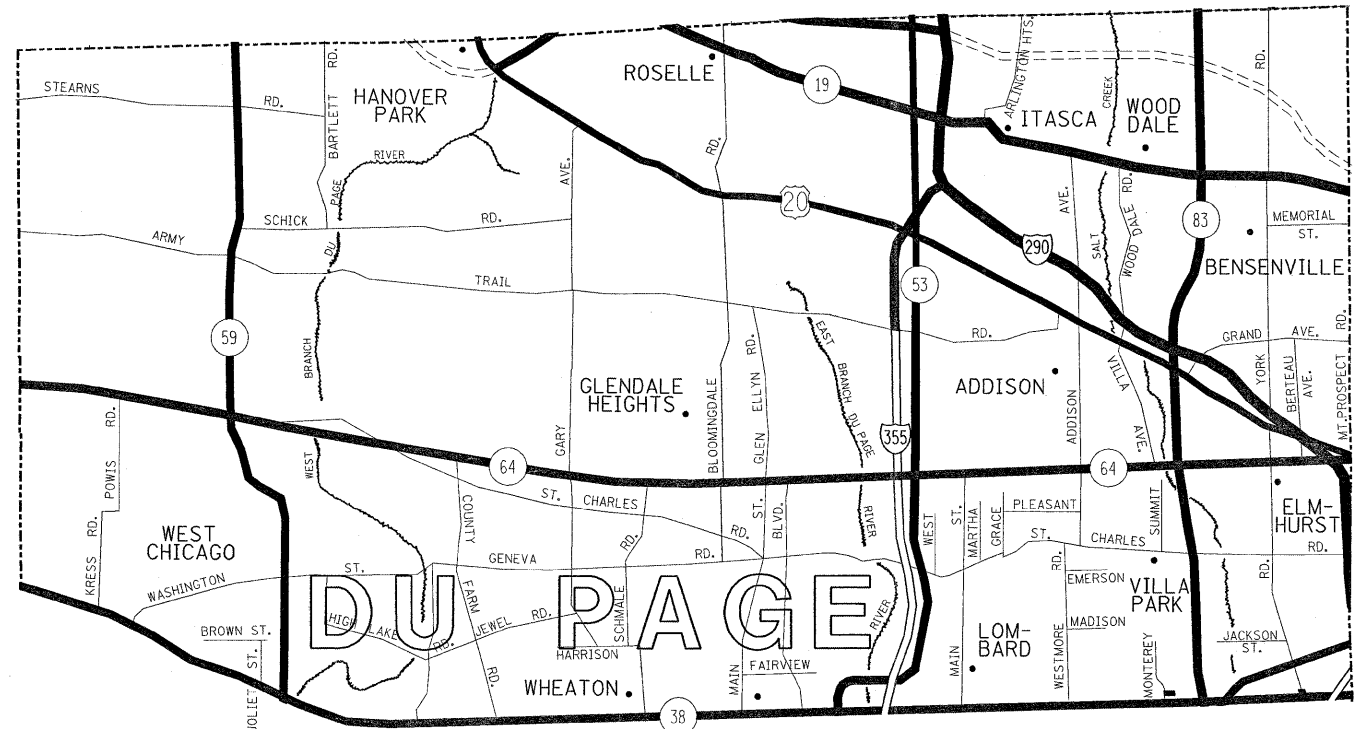 STEARNS
RD.
BARTLETT
RD.
HANOVER
PARK
RIVER
PAGE
DU
BRANCH
WEST
ROSELLE
19
ARLINGTON HTS.
ITASCA
CREEK
SALT
WOOD
DALE
RD.
AVE.
RD.
20
AVE.
WOOD DALE
RD.
83
MEMORIAL
ST.
SCHICK
RD.
ARMY
TRAIL
RD.
290
BENSENVILLE
53
59
EAST
BRANCH
DU PAGE
RIVER
GRAND
AVE.
RD.
MT.PROSPECT
YORK
BERTEAU
AVE.
VILLA
AVE.
GLENDALE
HEIGHTS
BLOOMINGDALE
GLEN
ELLYN
RD.
ADDISON
ADDISON
355
GARY
POWIS
RD.
64
64
KRESS
RD.
WEST
CHICAGO
COUNTY
FARM
RD.
ST.
CHARLES
RD.
RD.
ST.
BLVD.
WEST
ST.
MARTHA
GRACE
PLEASANT
ST.
CHARLES
SUMMIT
RD.
ELM-
HURST
GENEVA
RD.
WASHINGTON
ST.
DU PAGE
RIVER
RD.
EMERSON
MADISON
VILLA
PARK
RD.
BROWN ST.
HIGH LAKE
RD.
JEWEL
RD.
SCHMALE
HARRISON
FAIRVIEW
MAIN
MAIN
LOM-
BARD
WESTMORE
MONTEREY
JACKSON
ST.
JOLIET
ST.
WHEATON
38